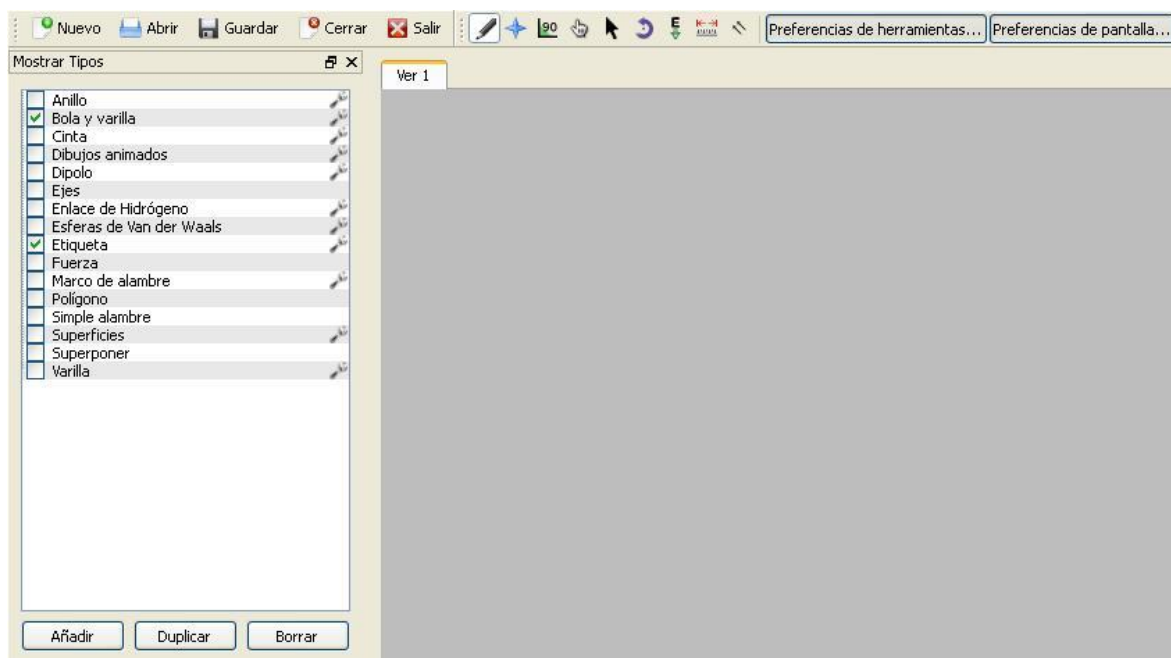 Nuevo Abrir Guardar Cerrar Salir 90 E Preferencias de herramientas... Preferencias de pantalla...
Mostrar Tipos
Ver 1
Anillo
Bola y varilla
Cinta
Dibujos animados
Dipolo
Ejes
Enlace de Hidrógeno
Esferas de Van der Waals
Etiqueta
Fuerza
Marco de alambre
Polígono
Simple alambre
Superficies
Superponer
Varilla
Añadir Duplicar Borrar